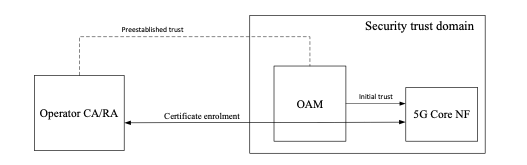 Security trust domain
Preestablished trust
Operator CA/RA
OAM
Initial trust
5G Core NF
Certificate enrolment